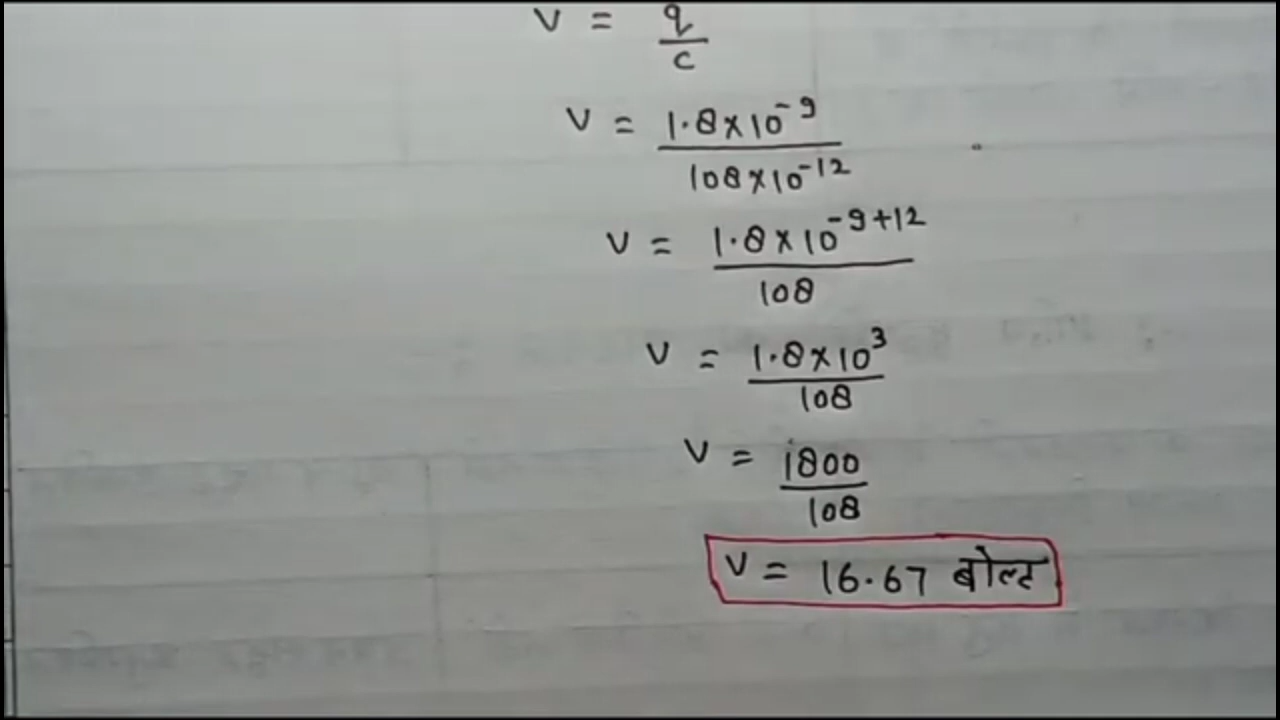 V = q/c
V = 1.8×10⁻⁹/108×10⁻¹²
V = 1.8×10⁻⁹⁺¹²/108
V = 1.8×10³/108
V = 1800/108
V = 16.67 बोल्ट